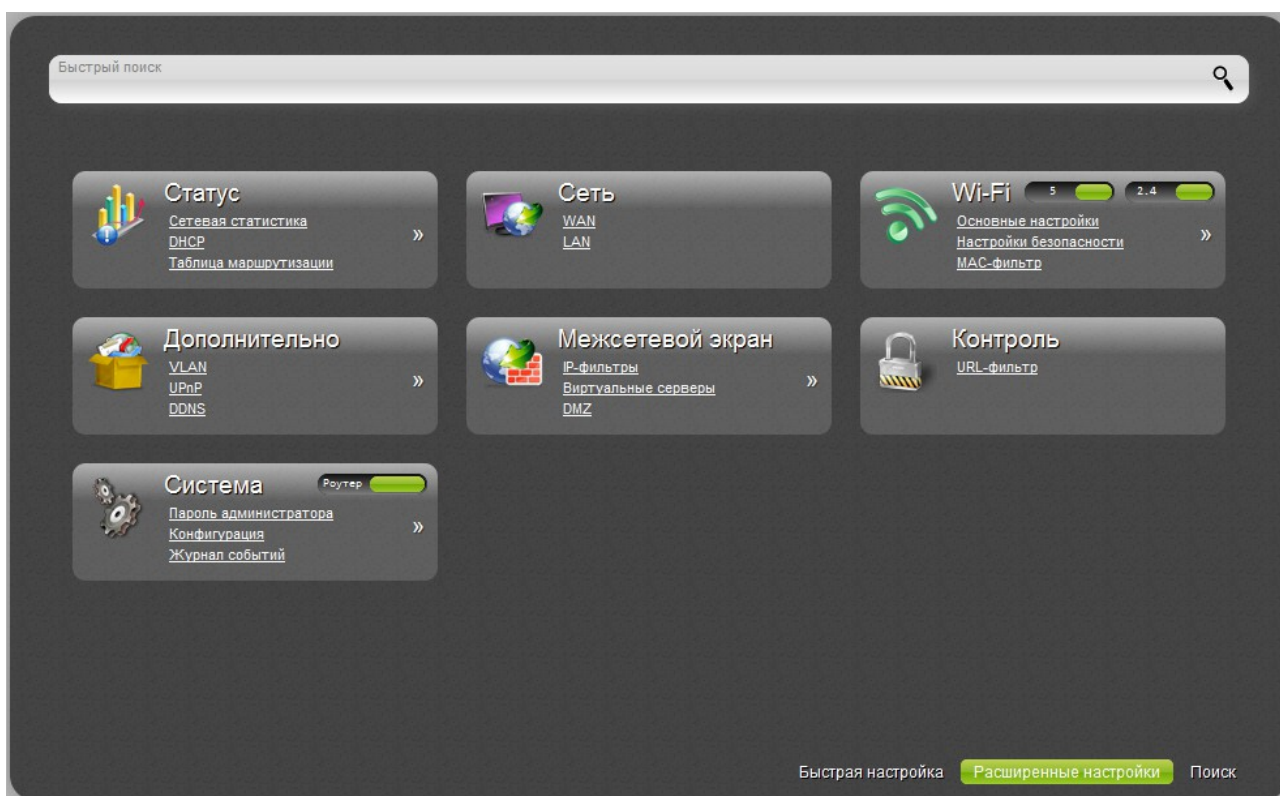 Быстрый поиск
Статус
Сетевая статистика
DHCP
Таблица маршрутизации
»
Сеть
WAN
LAN
Wi-Fi 5 2.4
Основные настройки
Настройки безопасности
MAC-фильтр
»
Дополнительно
VLAN
UPnP
DDNS
»
Межсетевой экран
IP-фильтры
Виртуальные серверы
DMZ
»
Контроль
URL-фильтр
Система Роутер
Пароль администратора
Конфигурация
Журнал событий
»
Быстрая настройка Расширенные настройки Поиск